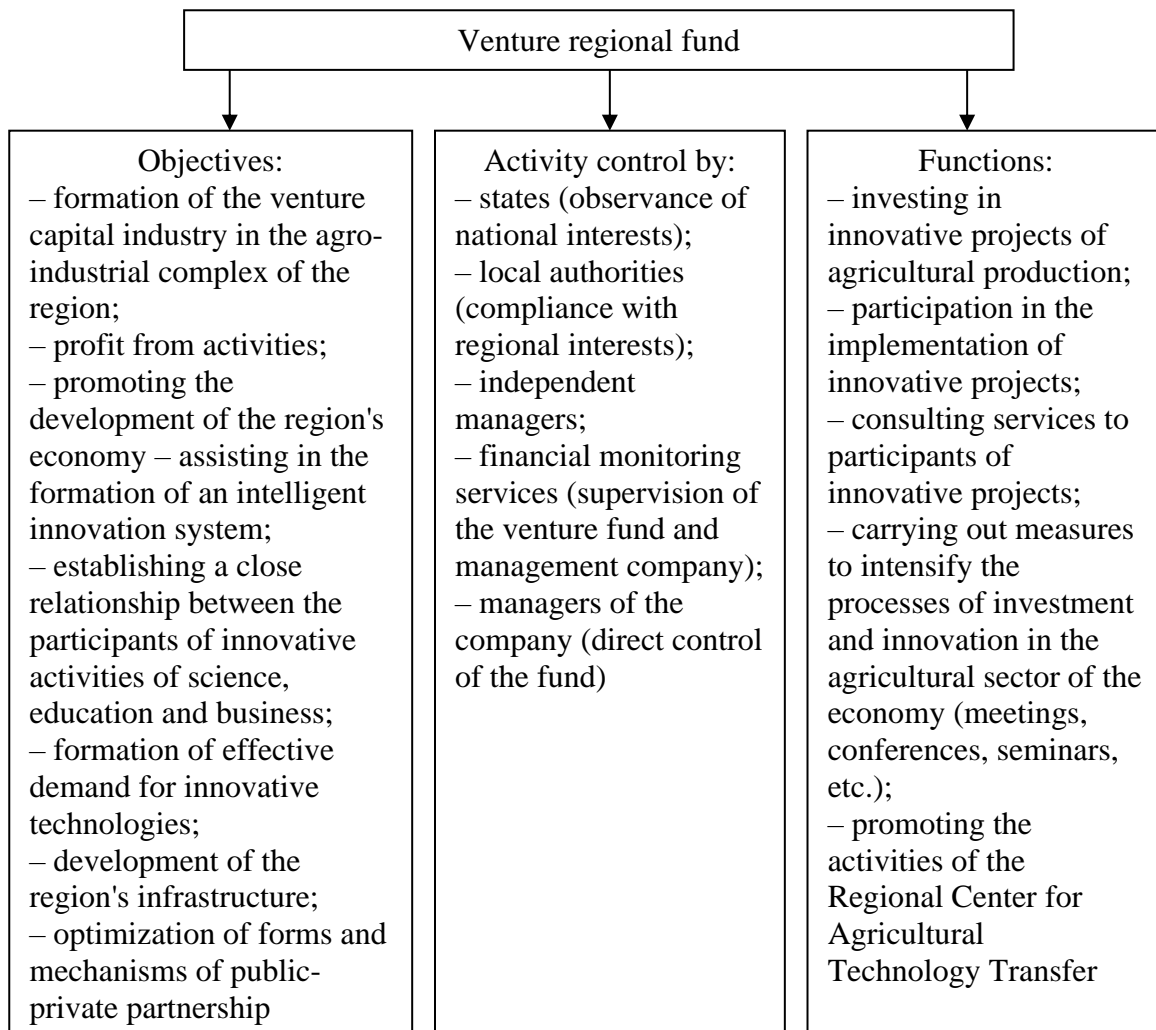 Venture regional fund
Objectives:
– formation of the venture
capital industry in the agro-
industrial complex of the
region;
– profit from activities;
– promoting the
development of the region's
economy – assisting in the
formation of an intelligent
innovation system;
– establishing a close
relationship between the
participants of innovative
activities of science,
education and business;
– formation of effective
demand for innovative
technologies;
– development of the
region's infrastructure;
– optimization of forms and
mechanisms of public-
private partnership
Activity control by:
– states (observance of
national interests);
– local authorities
(compliance with
regional interests);
– independent
managers;
– financial monitoring
services (supervision of
the venture fund and
management company);
– managers of the
company (direct control
of the fund)
Functions:
– investing in
innovative projects of
agricultural production;
– participation in the
implementation of
innovative projects;
– consulting services to
participants of
innovative projects;
– carrying out measures
to intensify the
processes of investment
and innovation in the
agricultural sector of the
economy (meetings,
conferences, seminars,
etc.);
– promoting the
activities of the
Regional Center for
Agricultural
Technology Transfer